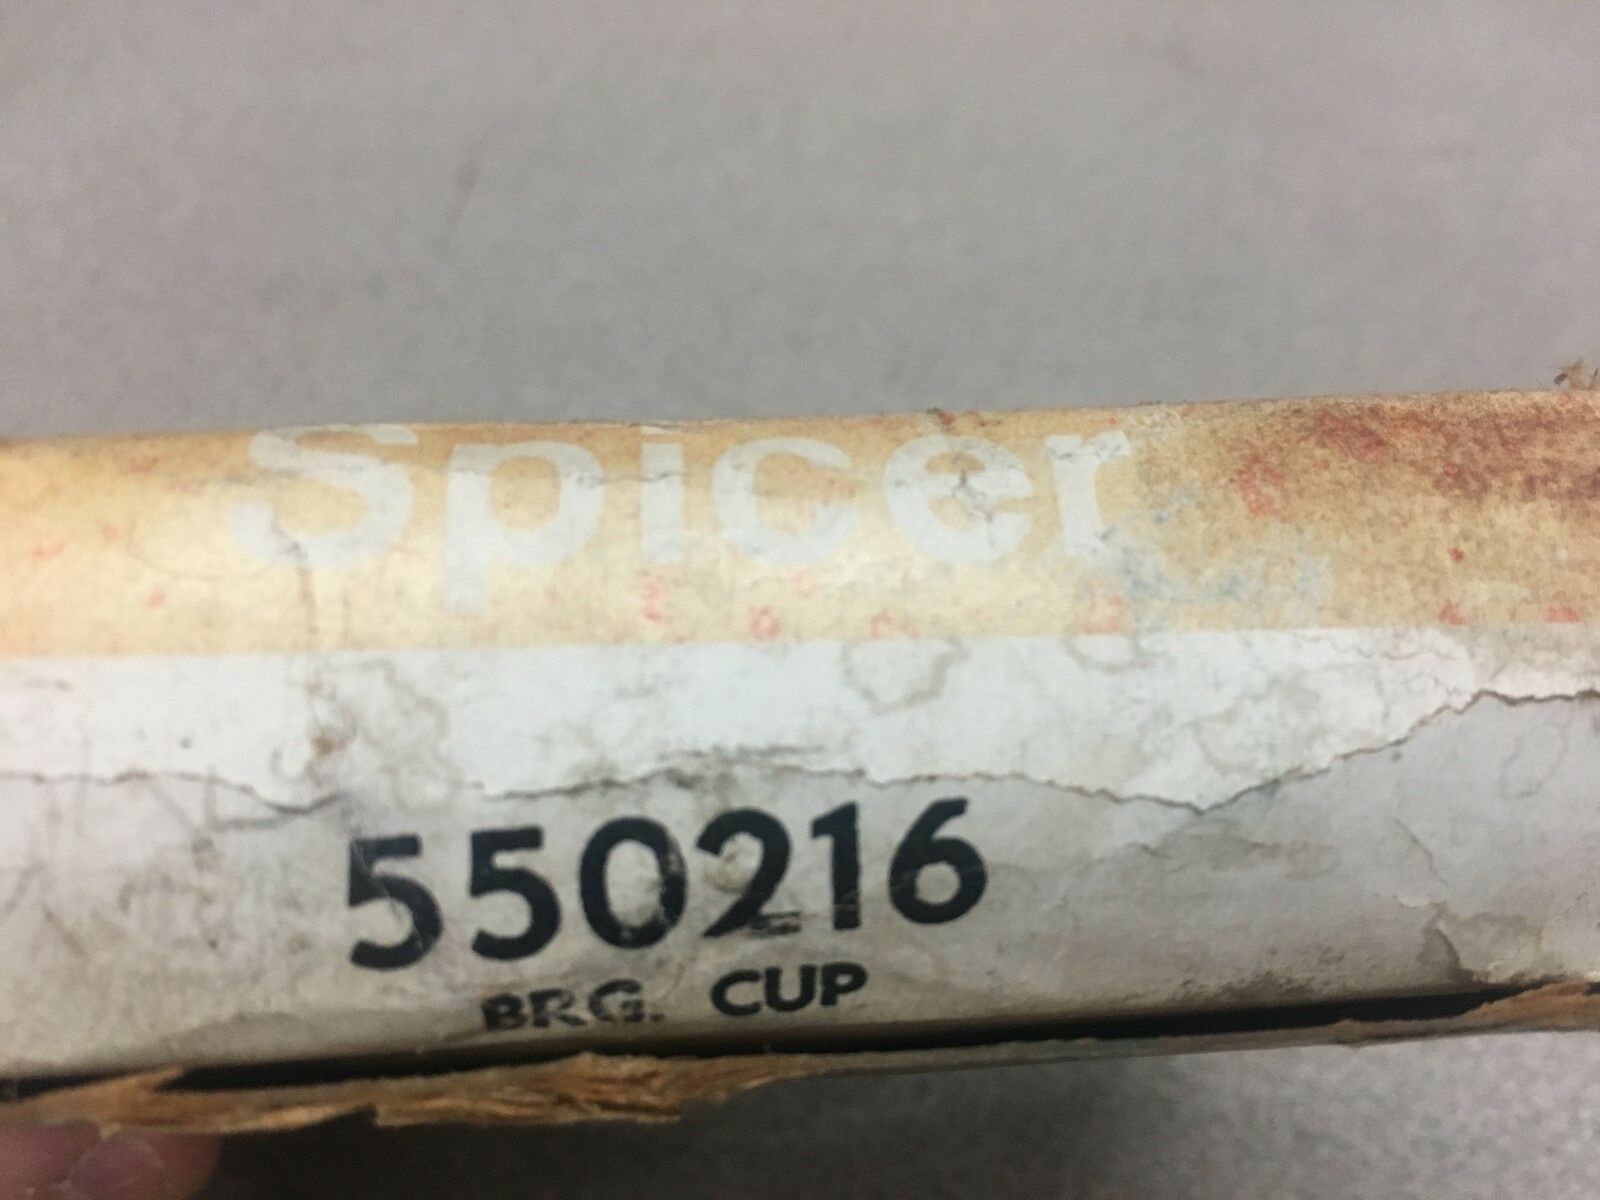 Spicer
550216
BRG. CUP